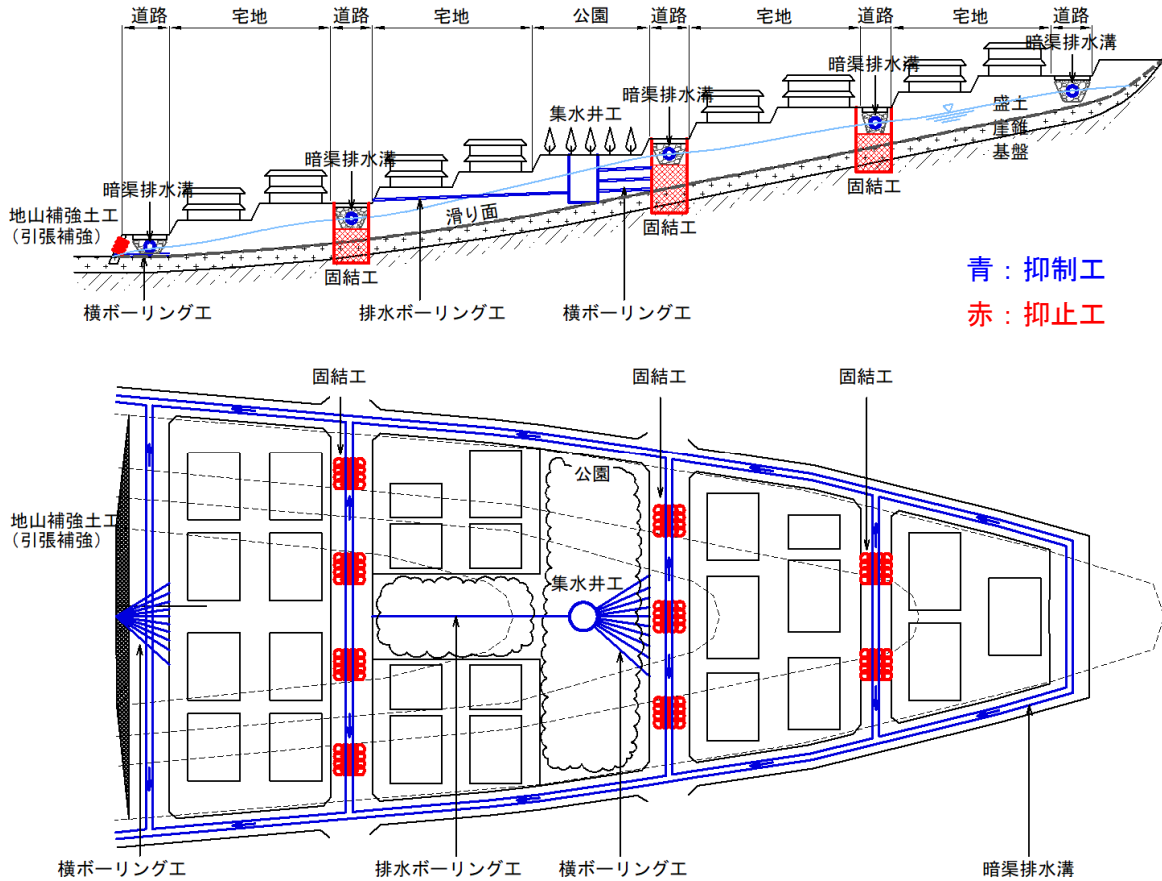 道路
宅地
道路
宅地
公園
道路
宅地
道路
宅地
道路
暗渠排水溝
暗渠排水溝
暗渠排水溝
集水井工
盛土
崖錐
基盤
暗渠排水溝
暗渠排水溝
地山補強土工
（引張補強）
滑り面
固結工
固結工
固結工
横ボーリング工
排水ボーリング工
横ボーリング工
青：抑制工
赤：抑止工
固結工
固結工
固結工
公園
地山補強土工
（引張補強）
集水井工
横ボーリング工
排水ボーリング工
横ボーリング工
暗渠排水溝